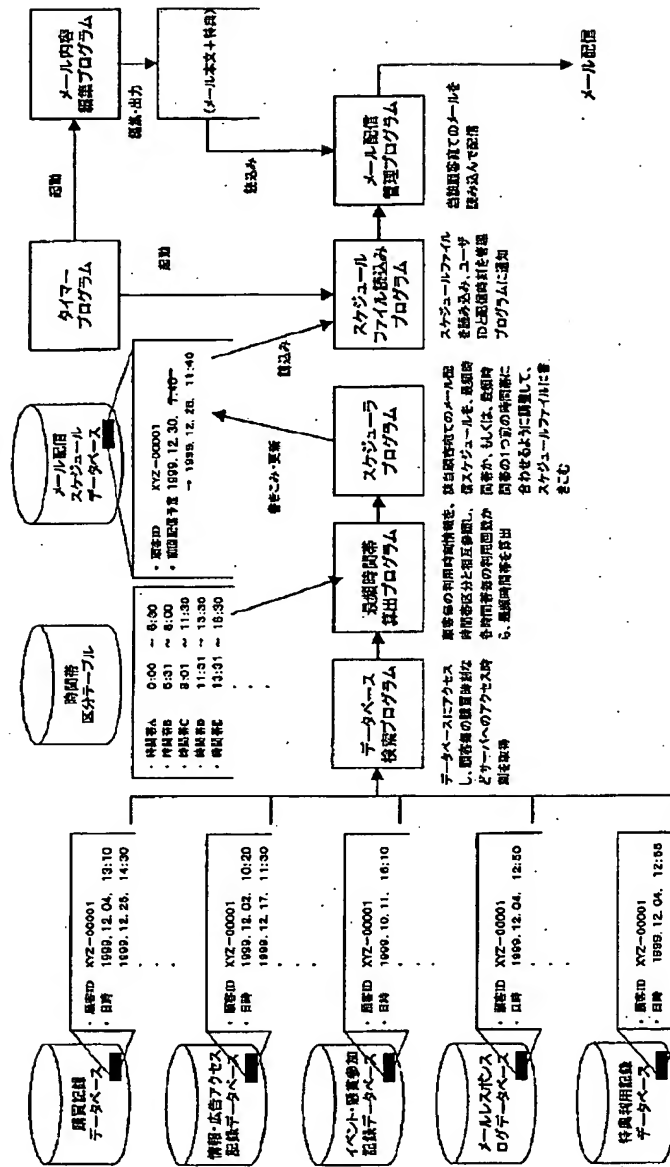 購買記録
データベース
・ 顧客ID XYZ-00001
・ 日時 1999. 12. 04. 13:10
1999. 12. 25. 14:30
情報・広告アクセス
記録データベース
・ 顧客ID XYZ-00001
・ 日時 1999. 12. 02. 10:20
1999. 12. 17. 11:30
イベント・懸賞参加
記録データベース
・ 顧客ID XYZ-00001
・ 日時 1999. 10. 11. 16:10
メールレスポンス
ログデータベース
・ 顧客ID XYZ-00001
・ 日時 1999. 12. 04. 12:50
特典利用記録
データベース
・ 顧客ID XYZ-00001
・ 日時 1999. 12. 04. 12:55
時間帯
区分テーブル
・ 時間帯A 0:00 ~ 5:30
・ 時間帯B 5:31 ~ 9:00
・ 時間帯C 9:01 ~ 11:30
・ 時間帯D 11:31 ~ 13:30
・ 時間帯E 13:31 ~ 16:30
メール配信
スケジュール
データベース
・ 顧客ID XYZ-00001
・ 前回配信予定 1999. 12. 30. 7:40
→ 1999. 12. 28. 11:40
データベース
検索プログラム
データベースにアクセス
し、顧客毎の購買時刻な
どサーバへのアクセス時
刻を取得
最頻時間帯
算出プログラム
顧客毎の利用時刻情報を、
時間帯区分と相互参照し、
各時間帯毎の利用回数か
ら、最頻時間帯を算出
スケジューラ
プログラム
該当顧客宛てのメール配
信スケジュールを、最頻時
間帯か、もしくは、最頻時
間帯の1つ前の時間帯に
合わせるように調整して、
スケジュールファイルに書
きこむ
書きこみ・更新
読込み
タイマー
プログラム
起動
起動
スケジュール
ファイル読込み
プログラム
スケジュールファイル
を読み込み、ユーザ
IDと配信時刻を管理
プログラムに通知
メール内容
編集プログラム
編集・出力
(メール本文+特典)
読込み
メール配信
管理プログラム
当該顧客宛てのメールを
読み込んで配信
メール配信